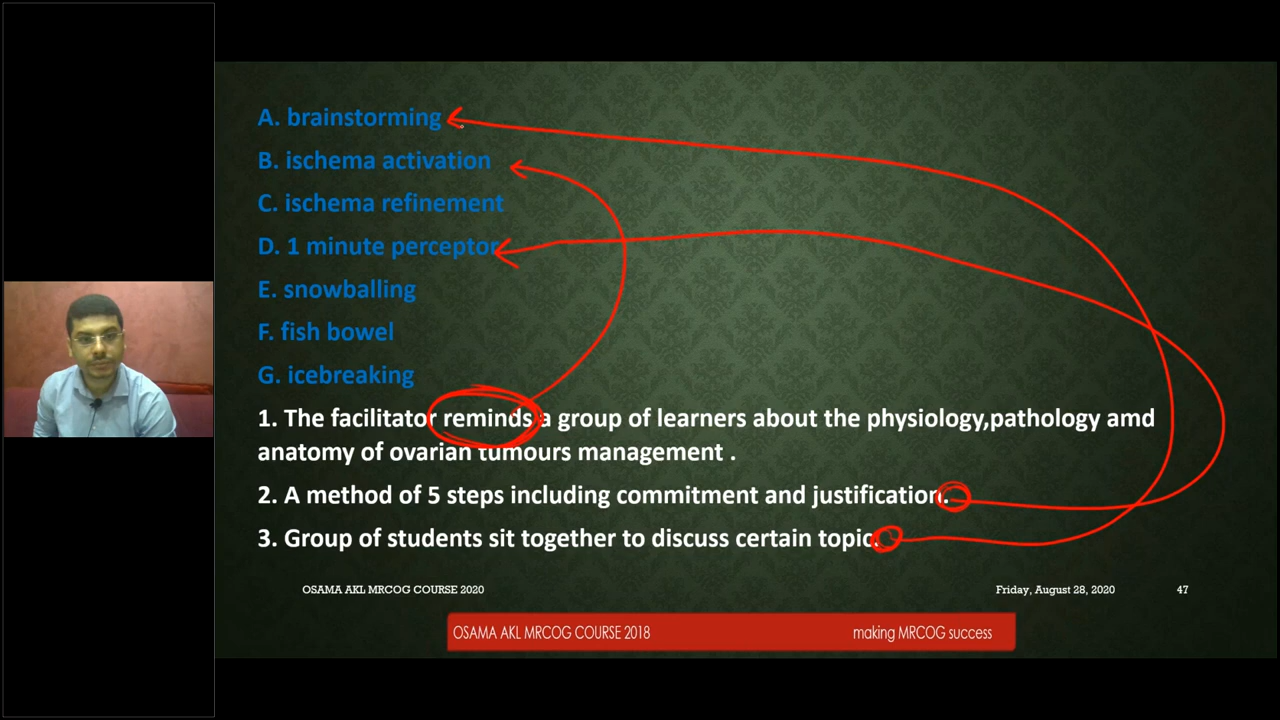 A. brainstorming
B. ischema activation
C. ischema refinement
D. 1 minute perceptor
E. snowballing
F. fish bowel
G. icebreaking
1. The facilitator reminds a group of learners about the physiology,pathology amd
anatomy of ovarian tumours management .
2. A method of 5 steps including commitment and justification.
3. Group of students sit together to discuss certain topic.
OSAMA AKL MRCOG COURSE 2020 Friday, August 28, 2020 47
OSAMA AKL MRCOG COURSE 2018 making MRCOG success